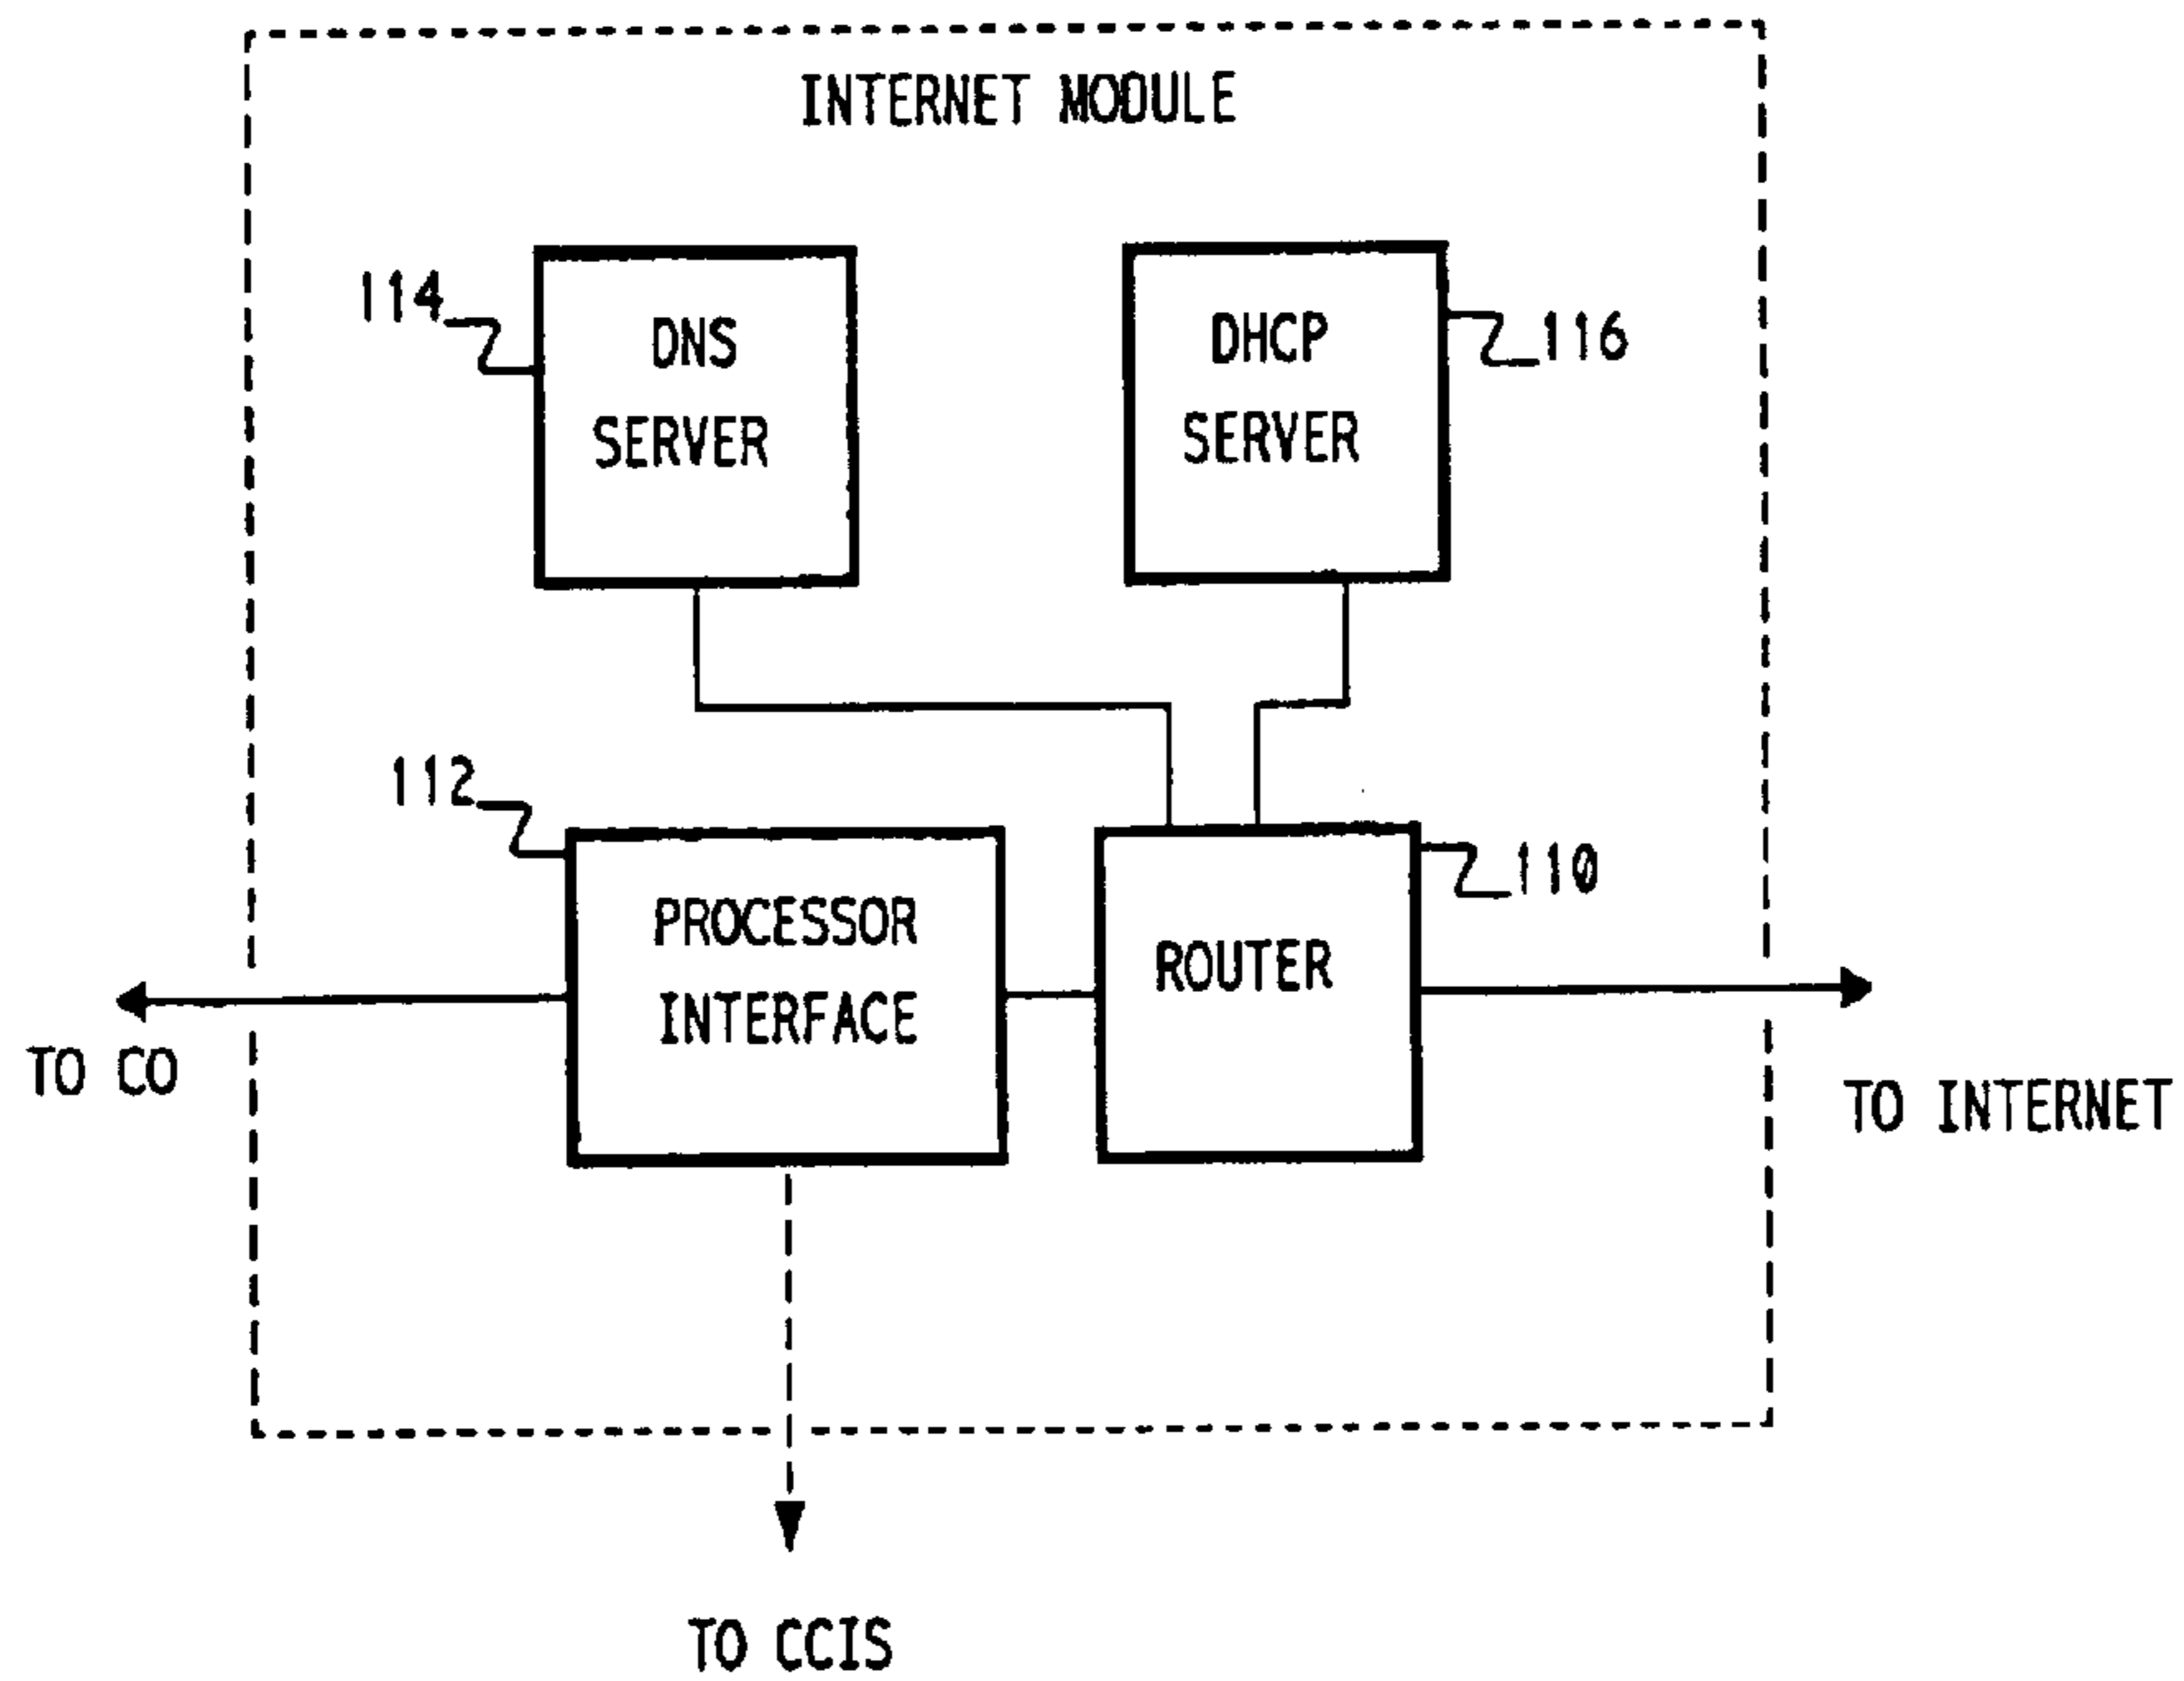 INTERNET MODULE
114
DNS
SERVER
DHCP
SERVER
116
112
PROCESSOR
INTERFACE
110
ROUTER
TO CO
TO INTERNET
TO CCIS